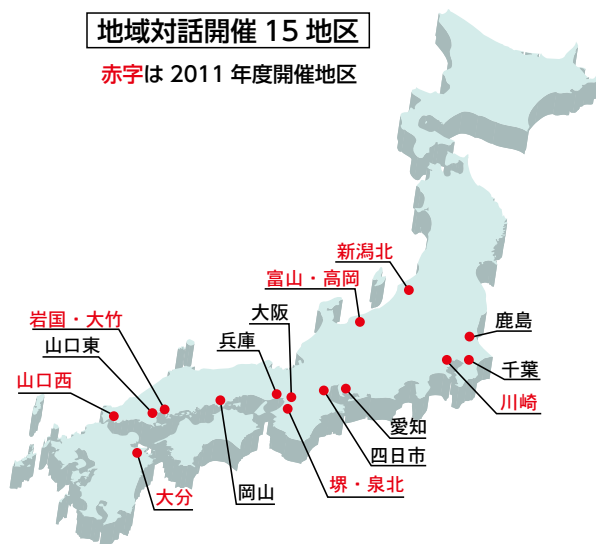 地域対話開催 15 地区
赤字は 2011 年度開催地区
新潟北
富山・高岡
大阪
岩国・大竹
兵庫
山口東
山口西
鹿島
千葉
川崎
愛知
四日市
堺・泉北
岡山
大分